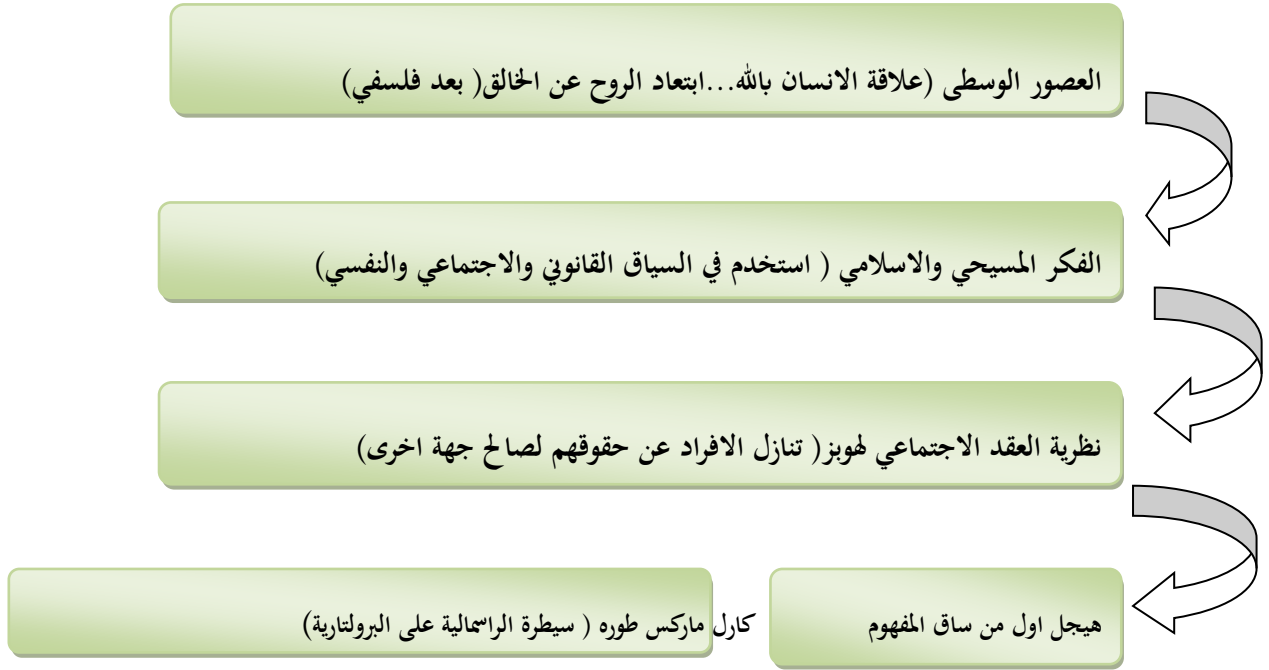 العصور الوسطى (علاقة الانسان بالله...ابتعاد الروح عن الخالق( بعد فلسفي)
الفكر المسيحي والاسلامي ( استخدم في السياق القانوني والاجتماعي والنفسي)
نظرية العقد الاجتماعي لهوبز( تنازل الافراد عن حقوقهم لصالح جهة اخرى)
هيجل اول من ساق المفهوم
كارل ماركس طوره ( سيطرة الراسمالية على البرولتارية)